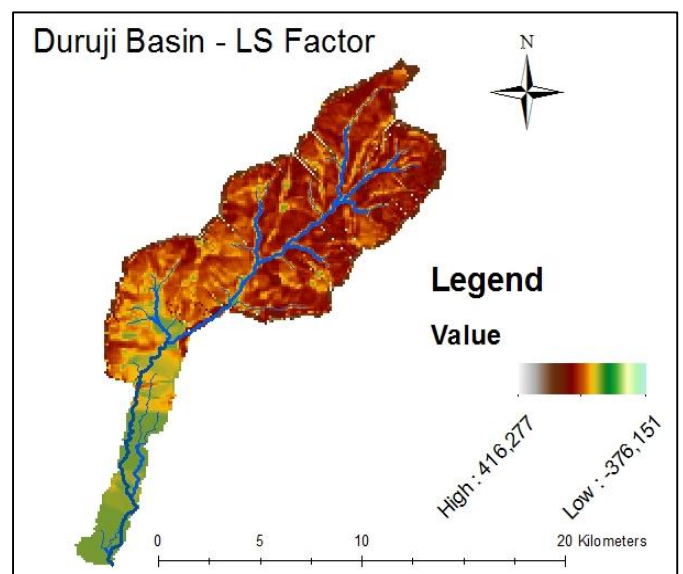 Duruji Basin - LS Factor
N
Legend
Value
High : 416,277
Low : -376,151
0 5 10 20 Kilometers